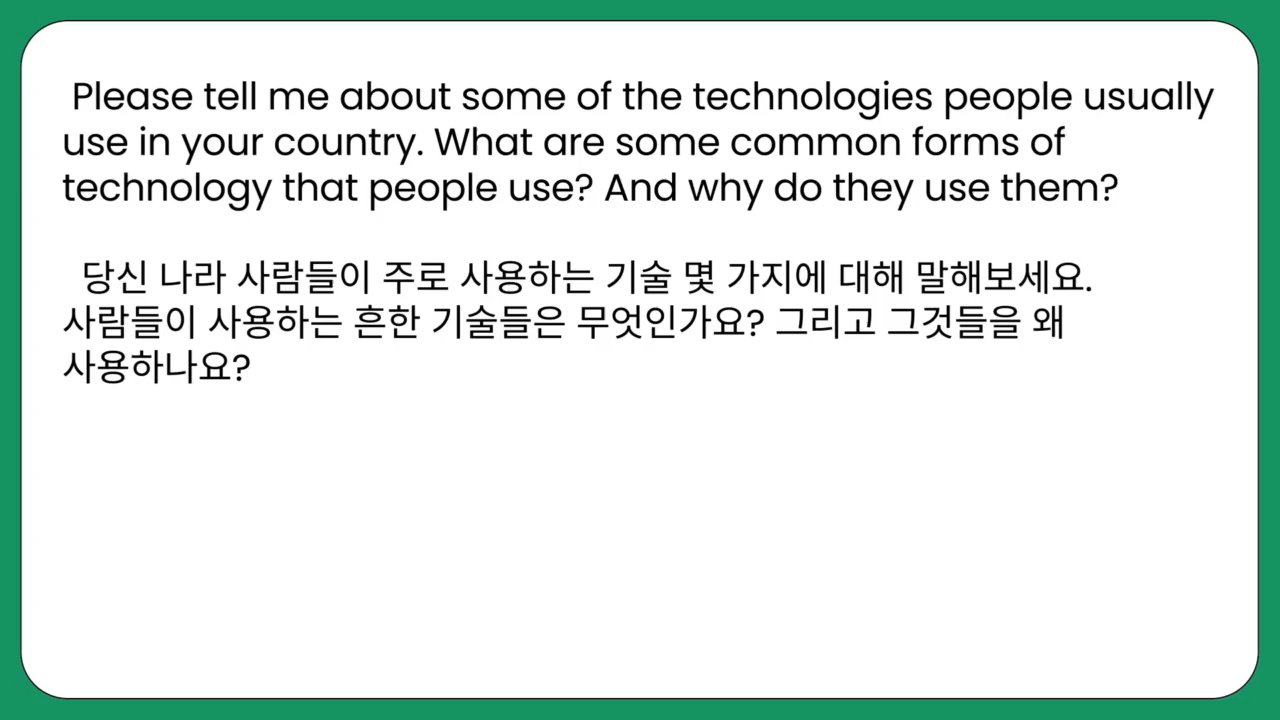 Please tell me about some of the technologies people usually
use in your country. What are some common forms of
technology that people use? And why do they use them?
당신 나라 사람들이 주로 사용하는 기술 몇 가지에 대해 말해보세요.
사람들이 사용하는 흔한 기술들은 무엇인가요? 그리고 그것들을 왜
사용하나요?